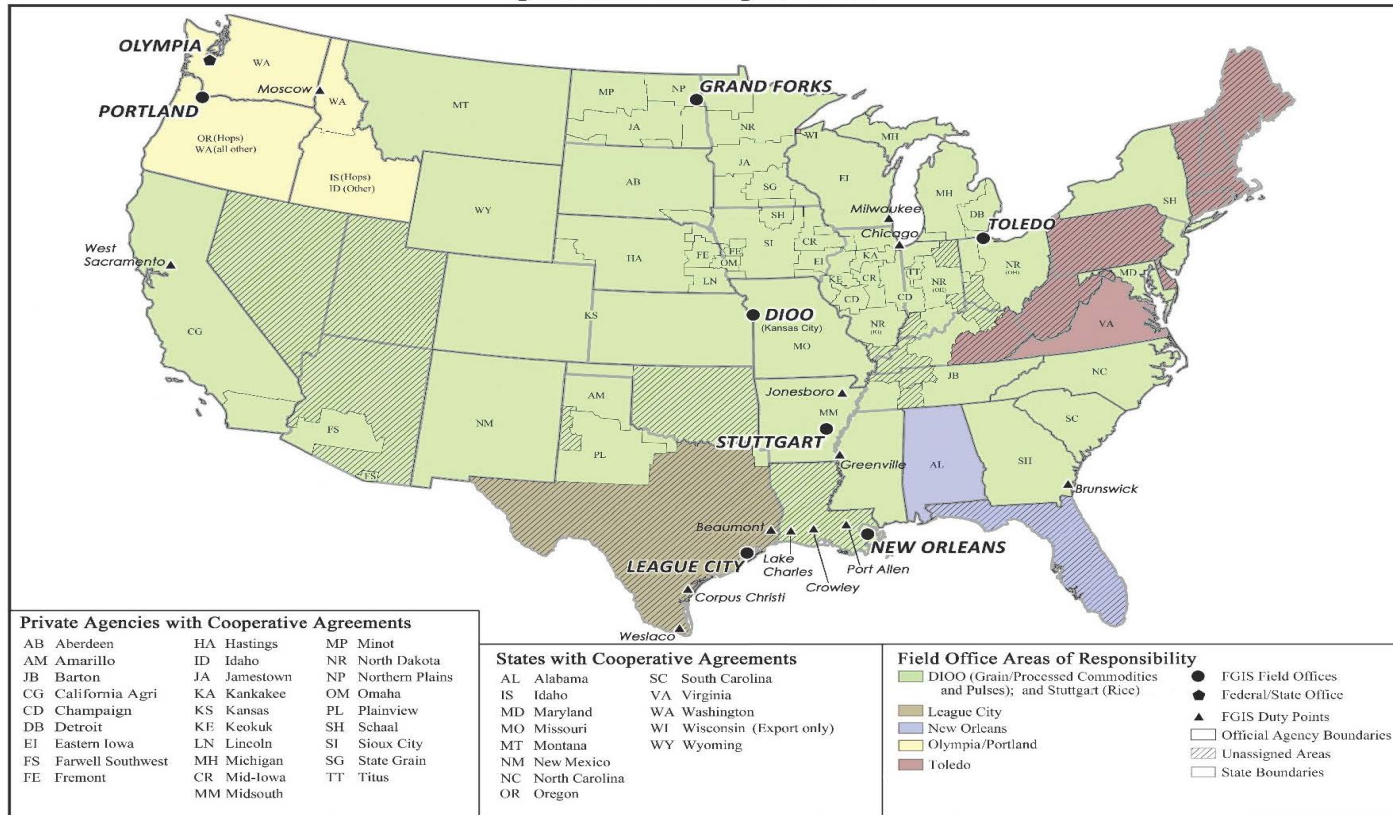 OLYMPIA
WA
Moscow
WA
PORTLAND
OR (Hops)
WA (all other)
IS (Hops)
ID (Other)
MT
MP
NP
GRAND FORKS
JA
NR
WI
MH
JA
AB
SG
EI
MH
SH
WY
Milwaukee
DB
TOLEDO
SH
Chicago
SI
CR
West
Sacramento
HA
FE
FE
OM
EI
KA
TT
NR
(OH)
MD
LN
KE
CR
NR
(OH)
CD
CD
CG
KS
DIOO
(Kansas City)
NR
VA
MO
JB
NC
AM
Jonesboro
FS
NM
MM
SC
STUTTGART
PL
Greenville
AL
SH
FS
Brunswick
Beaumont
NEW ORLEANS
LEAGUE CITY
Lake
Charles
Port Allen
Crowley
Corpus Christi
Weslaco
Private Agencies with Cooperative Agreements
AB Aberdeen
AM Amarillo
JB Barton
CG California Agri
CD Champaign
DB Detroit
EI Eastern Iowa
FS Farwell Southwest
FE Fremont
HA Hastings
ID Idaho
JA Jamestown
KA Kankakee
KS Kansas
KE Keokuk
LN Lincoln
MH Michigan
CR Mid-Iowa
MM Midsouth
MP Minot
NR North Dakota
NP Northern Plains
OM Omaha
PL Plainview
SH Schaal
SI Sioux City
SG State Grain
TT Titus
States with Cooperative Agreements
AL Alabama
IS Idaho
MD Maryland
MO Missouri
MT Montana
NM New Mexico
NC North Carolina
OR Oregon
SC South Carolina
VA Virginia
WA Washington
WI Wisconsin (Export only)
WY Wyoming
Field Office Areas of Responsibility
DIOO (Grain/Processed Commodities
and Pulses); and Stuttgart (Rice)
League City
New Orleans
Olympia/Portland
Toledo
FGIS Field Offices
Federal/State Office
FGIS Duty Points
Official Agency Boundaries
Unassigned Areas
State Boundaries